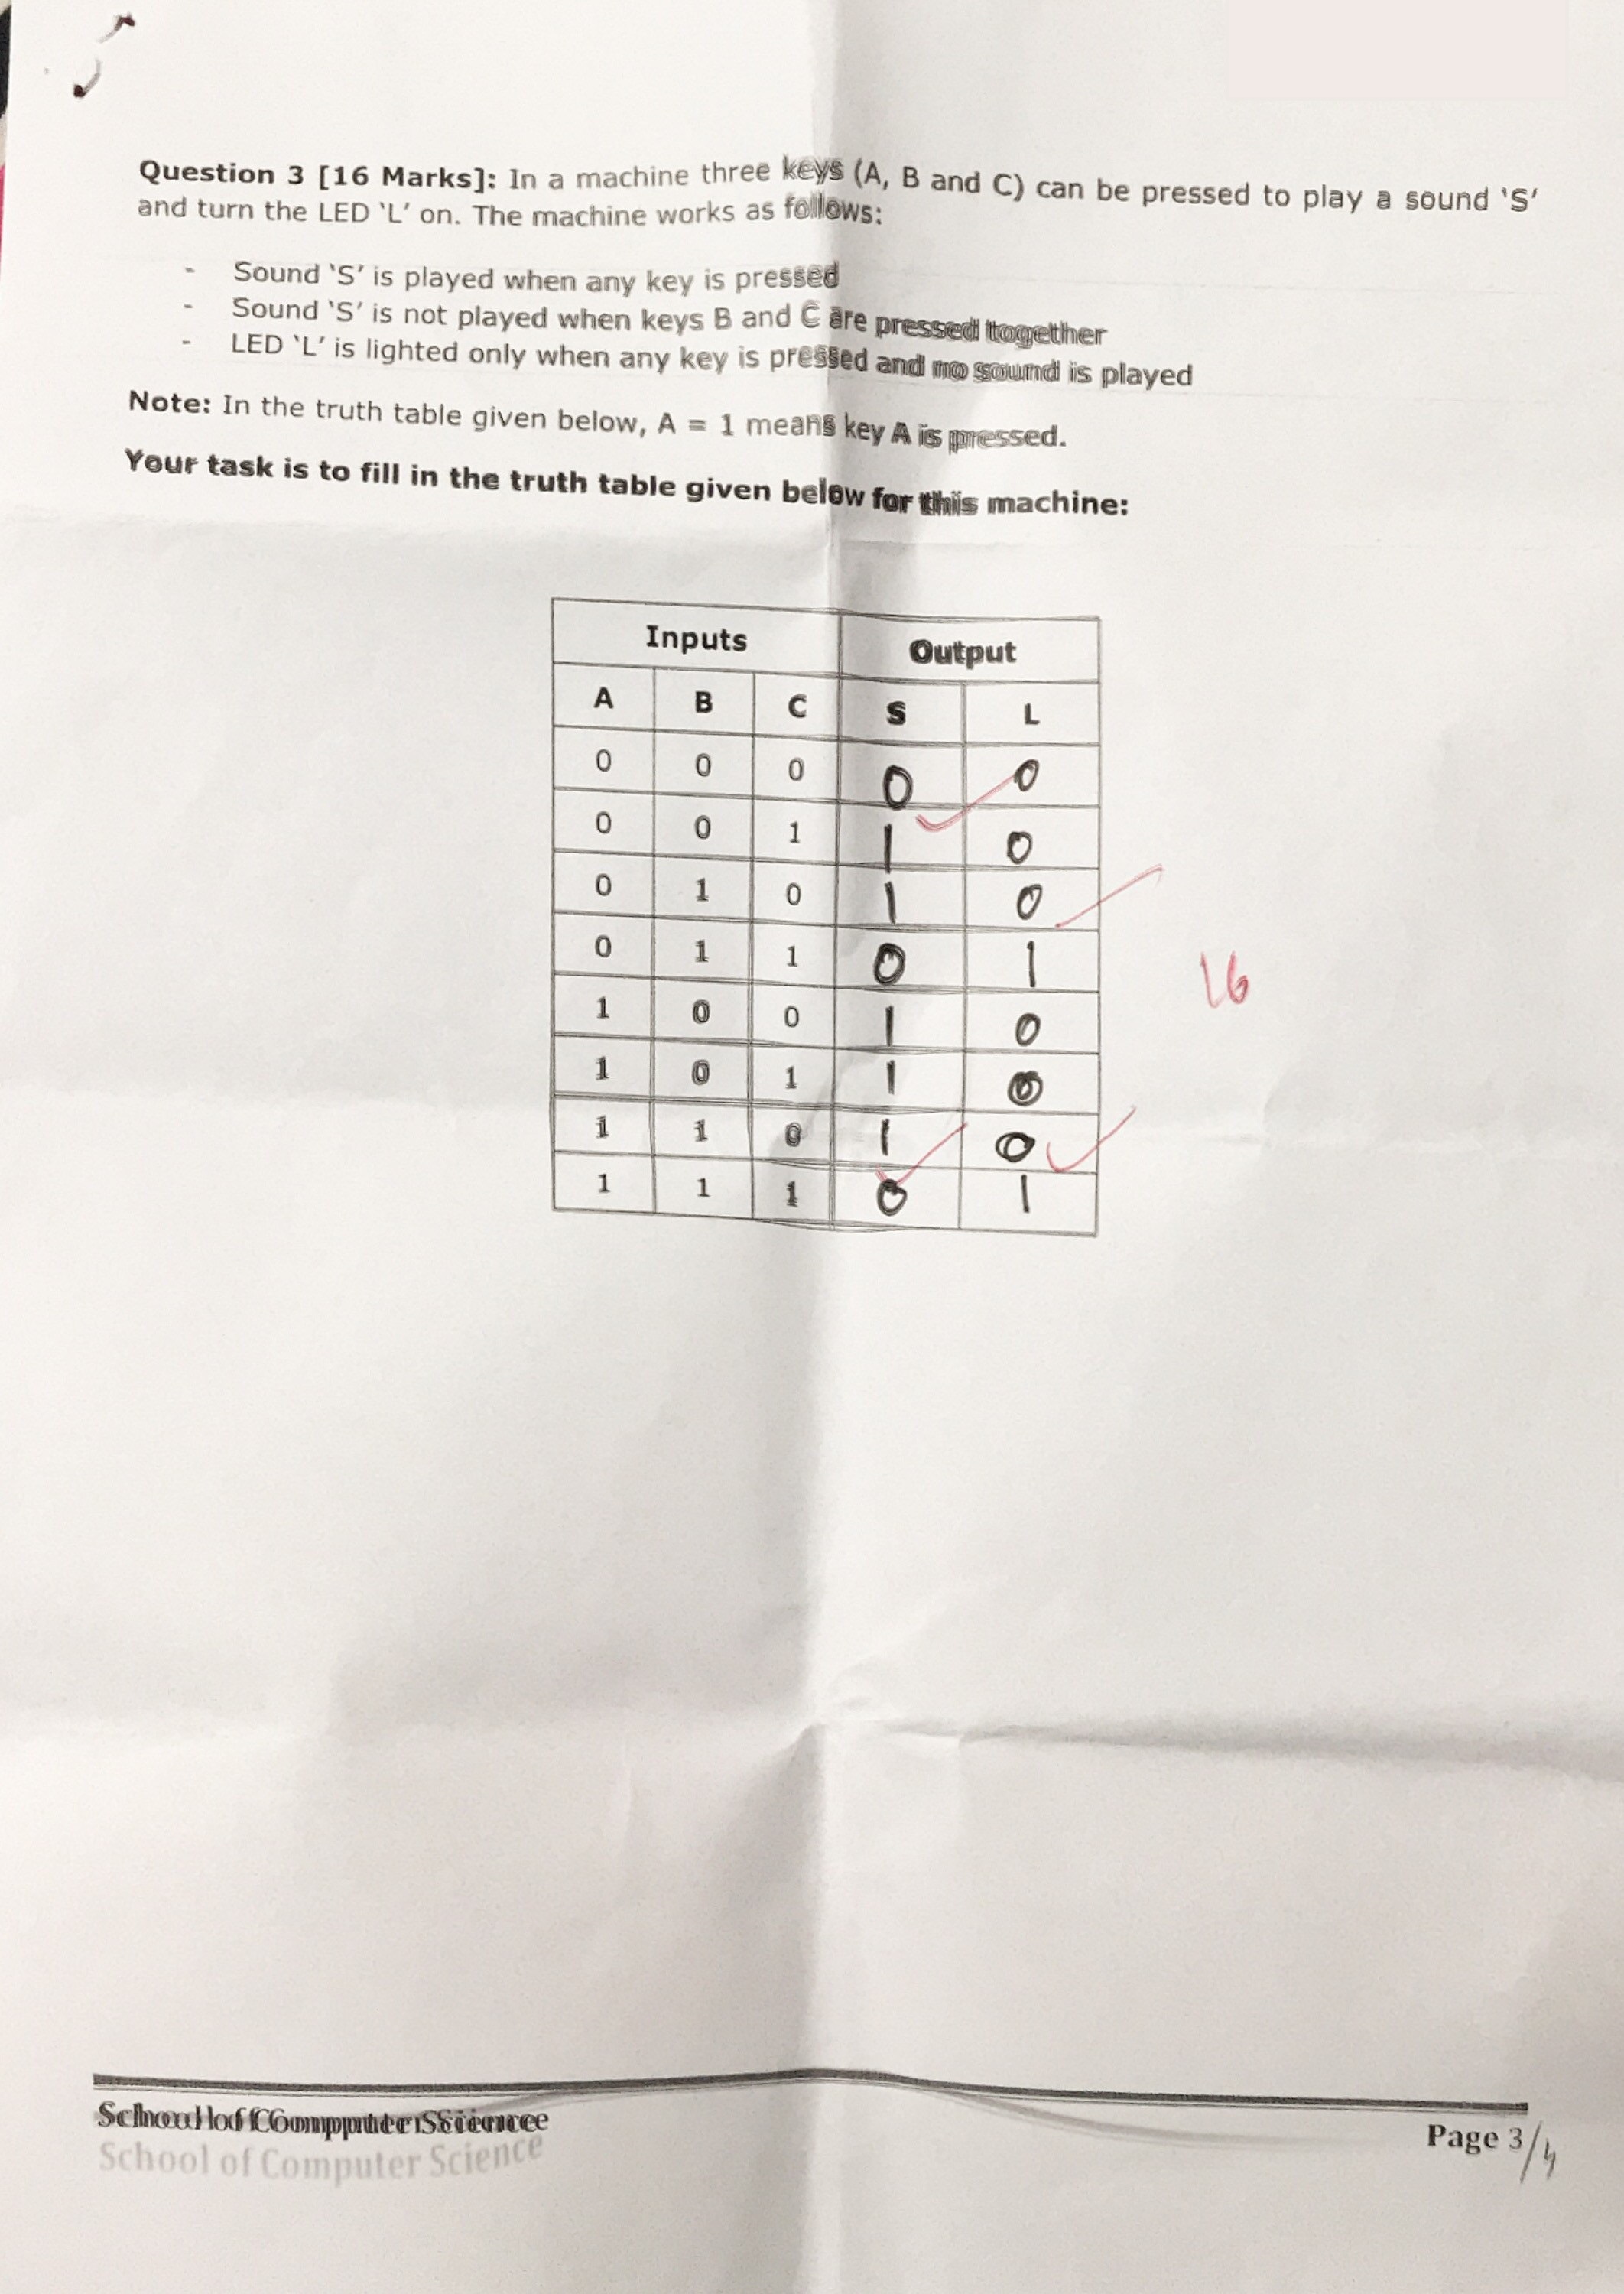 Question 3 [16 Marks]: In a machine three keys (A, B and C) can be pressed to play a sound ‘S’
and turn the LED ‘L’ on. The machine works as follows:
- Sound ‘S’ is played when any key is pressed
- Sound ‘S’ is not played when keys B and C are pressed together
- LED ‘L’ is lighted only when any key is pressed and no sound is played
Note: In the truth table given below, A = 1 means key A is pressed.
Your task is to fill in the truth table given below for this machine:
Inputs Output
A B C S L
0 0 0 0 0
0 0 1 1 0
0 1 0 1 0
0 1 1 0 1
16
1 0 0 1 0
1 0 1 1 0
1 1 0 1 0
1 1 1 0 1
School of Computer Science
Page 3/4
School of Computer Science